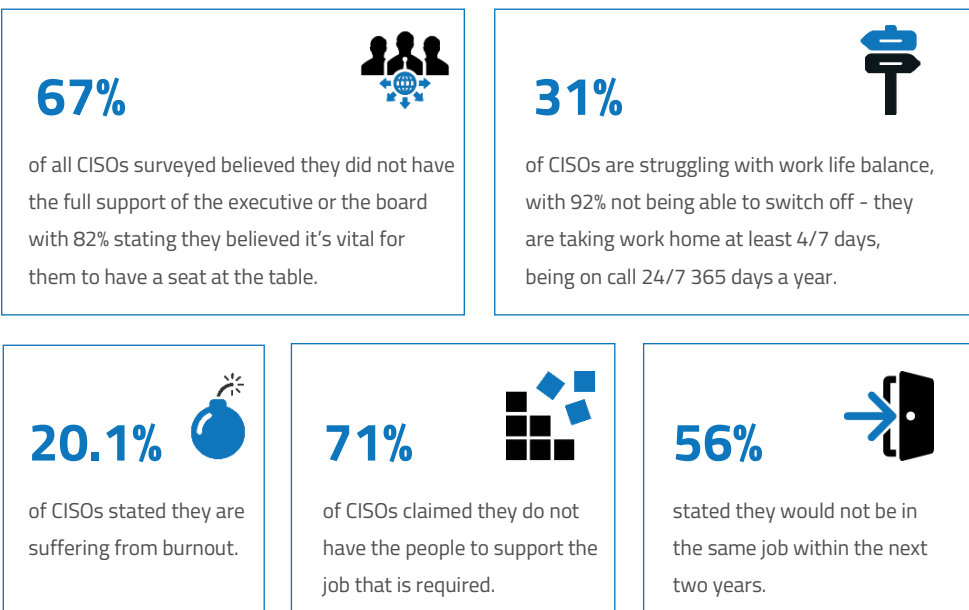 67%
of all CISOs surveyed believed they did not have
the full support of the executive or the board
with 82% stating they believed it’s vital for
them to have a seat at the table.
31%
of CISOs are struggling with work life balance,
with 92% not being able to switch off - they
are taking work home at least 4/7 days,
being on call 24/7 365 days a year.
20.1%
of CISOs stated they are
suffering from burnout.
71%
of CISOs claimed they do not
have the people to support the
job that is required.
56%
stated they would not be in
the same job within the next
two years.